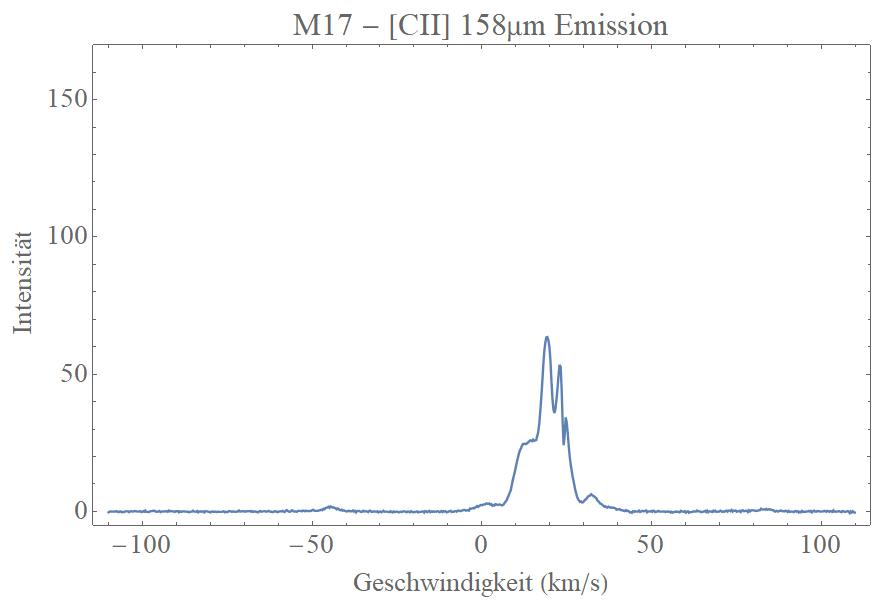 M17 – [CII] 158μm Emission
150
100
50
0
Intensität
−100 −50 0 50 100
Geschwindigkeit (km/s)